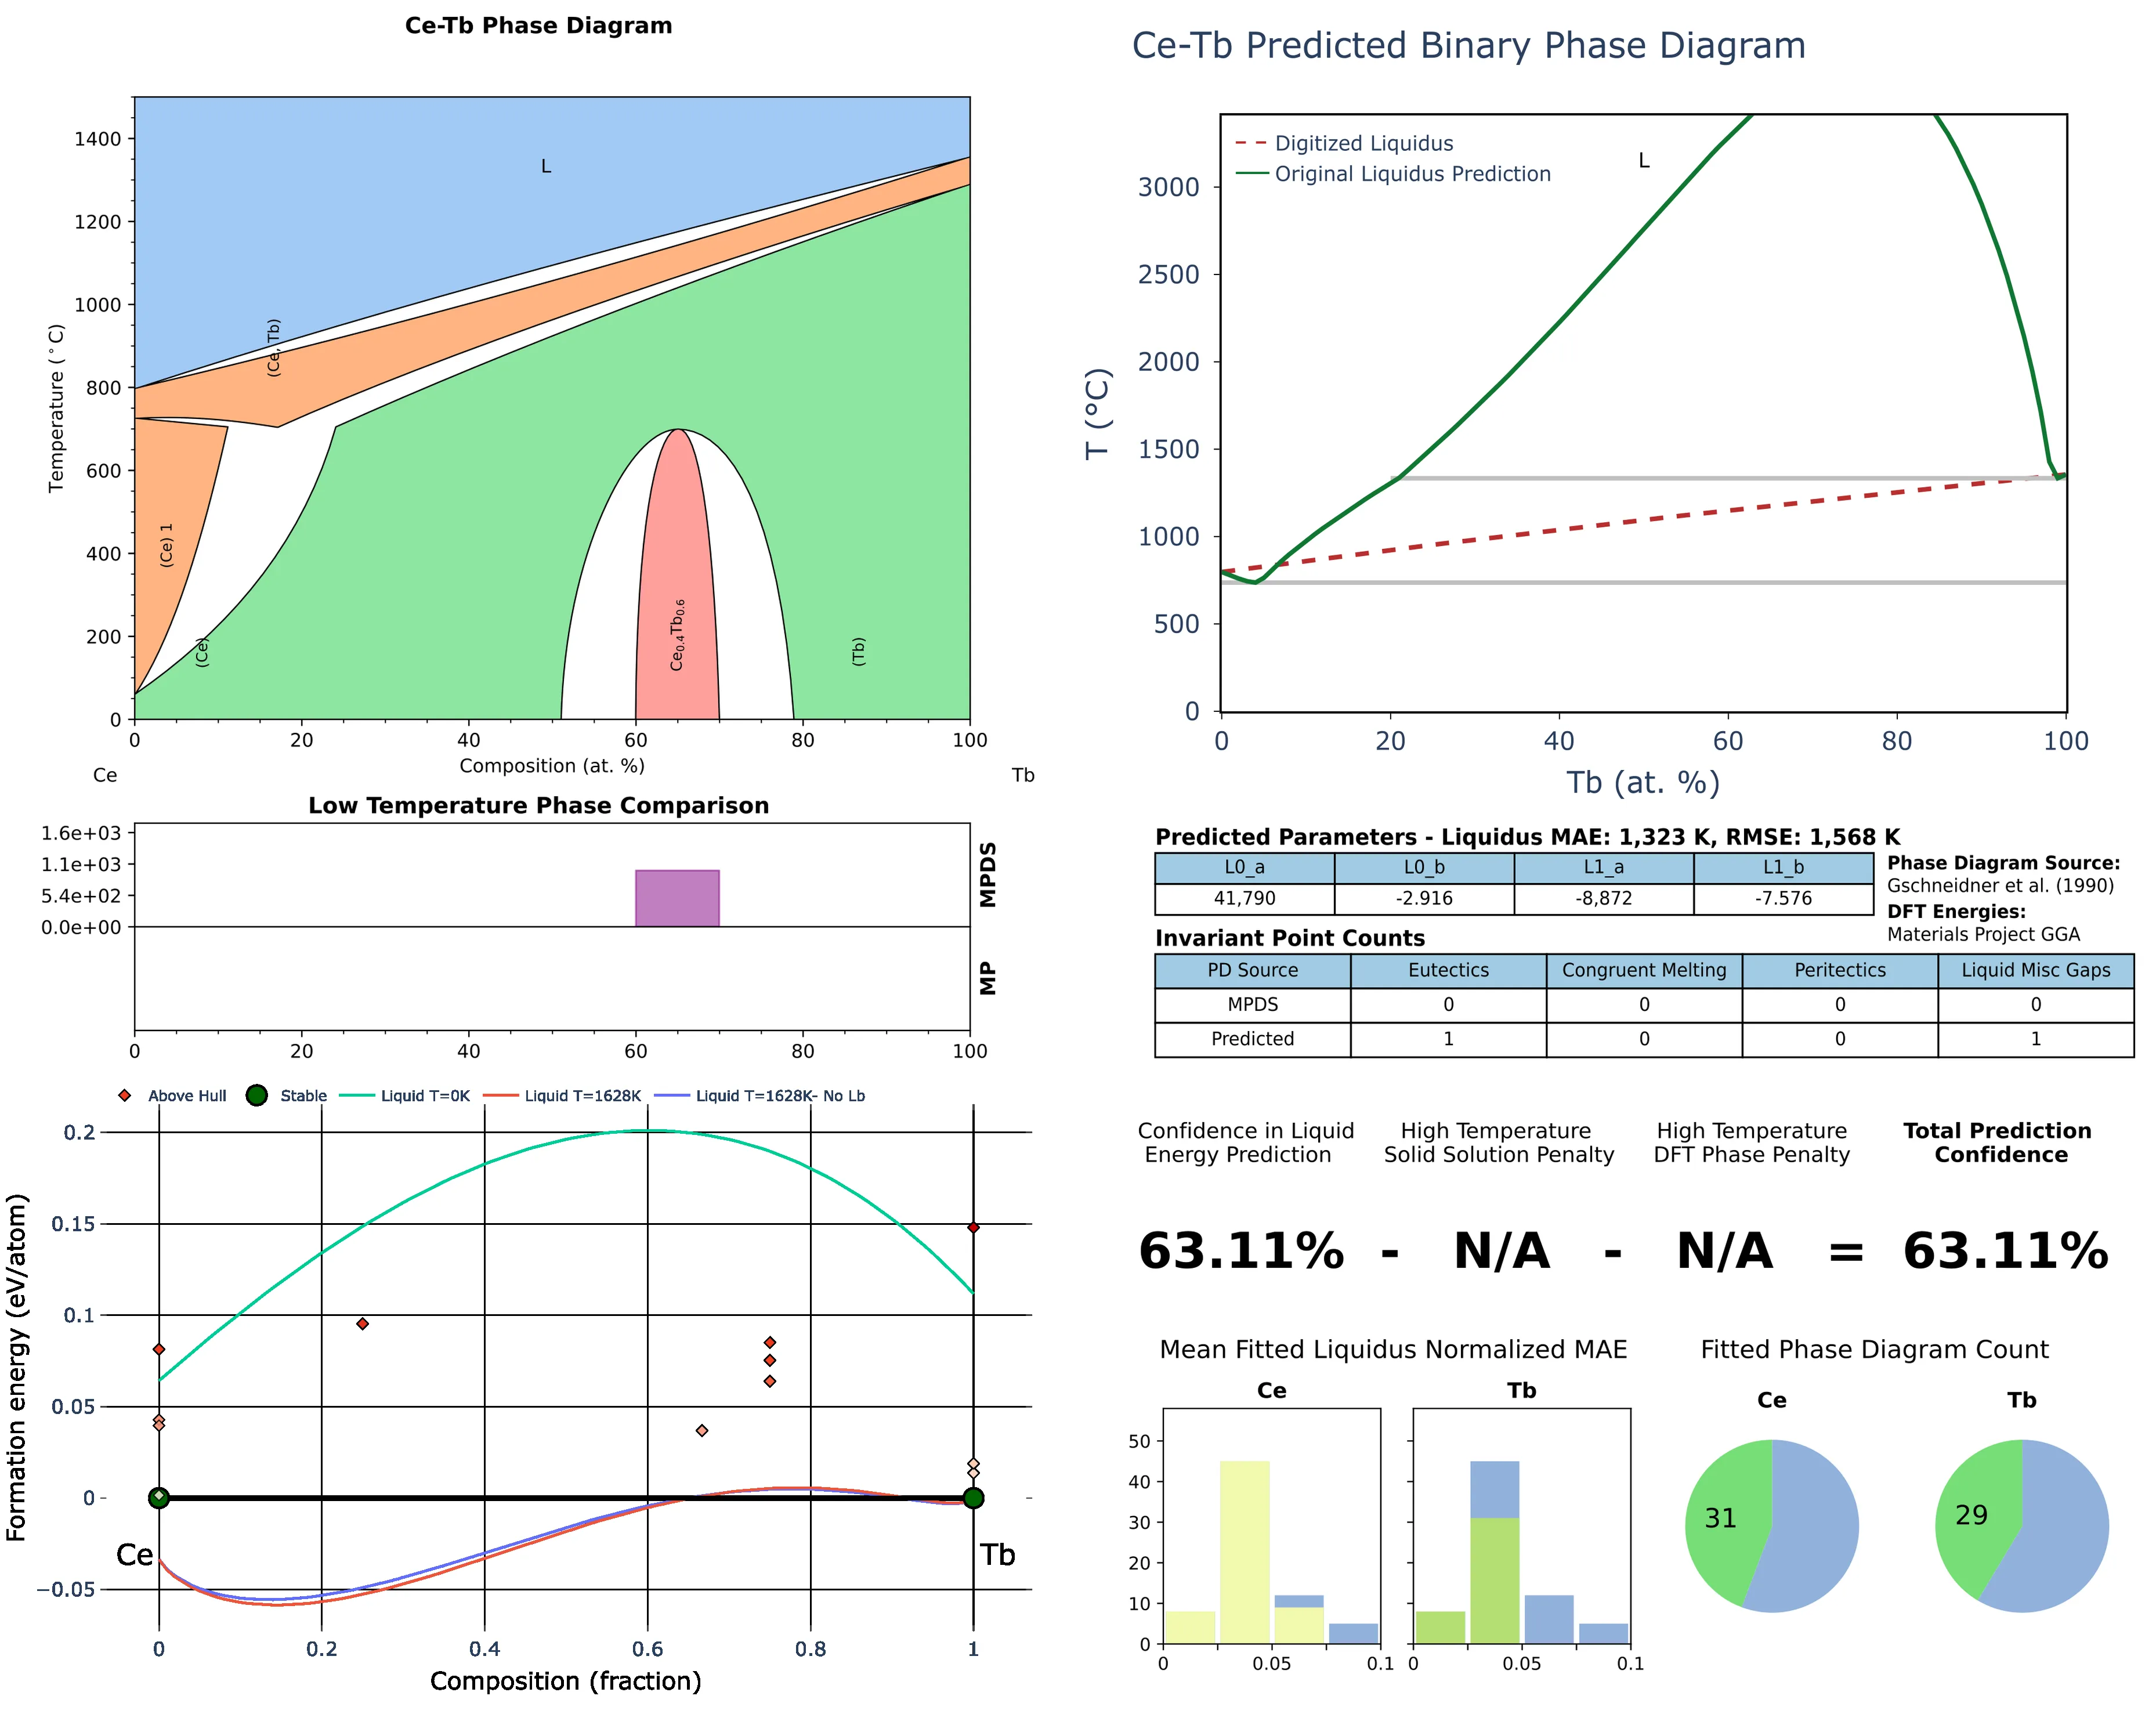 Ce-Tb Phase Diagram
1400
1200
1000
800
600
400
200
0
Temperature (°C)
L
(Ce, Tb)
(Ce) 1
(Ce)
Ce0.4Tb0.6
(Tb)
0 20 40 60 80 100
Composition (at. %)
Ce Tb
Low Temperature Phase Comparison
1.6e+03
1.1e+03
5.4e+02
0.0e+00
MPDS
MP
0 20 40 60 80 100
Above Hull Stable Liquid T=0K Liquid T=1628K Liquid T=1628K- No Lb
0.2
0.15
0.1
0.05
0
−0.05
Formation energy (eV/atom)
Ce Tb
0 0.2 0.4 0.6 0.8 1
Composition (fraction)
Ce-Tb Predicted Binary Phase Diagram
Digitized Liquidus
Original Liquidus Prediction
L
3000
2500
2000
1500
1000
500
0
T (°C)
0 20 40 60 80 100
Tb (at. %)
Predicted Parameters - Liquidus MAE: 1,323 K, RMSE: 1,568 K
L0_a L0_b L1_a L1_b
41,790 -2.916 -8,872 -7.576
Phase Diagram Source:
Gschneidner et al. (1990)
DFT Energies:
Materials Project GGA
Invariant Point Counts
PD Source Eutectics Congruent Melting Peritectics Liquid Misc Gaps
MPDS 0 0 0 0
Predicted 1 0 0 1
Confidence in Liquid
Energy Prediction
High Temperature
Solid Solution Penalty
High Temperature
DFT Phase Penalty
Total Prediction
Confidence
63.11% - N/A - N/A = 63.11%
Mean Fitted Liquidus Normalized MAE
Ce Tb
50
40
30
20
10
0
0 0.05 0.1 0 0.05 0.1
Fitted Phase Diagram Count
Ce Tb
31 29